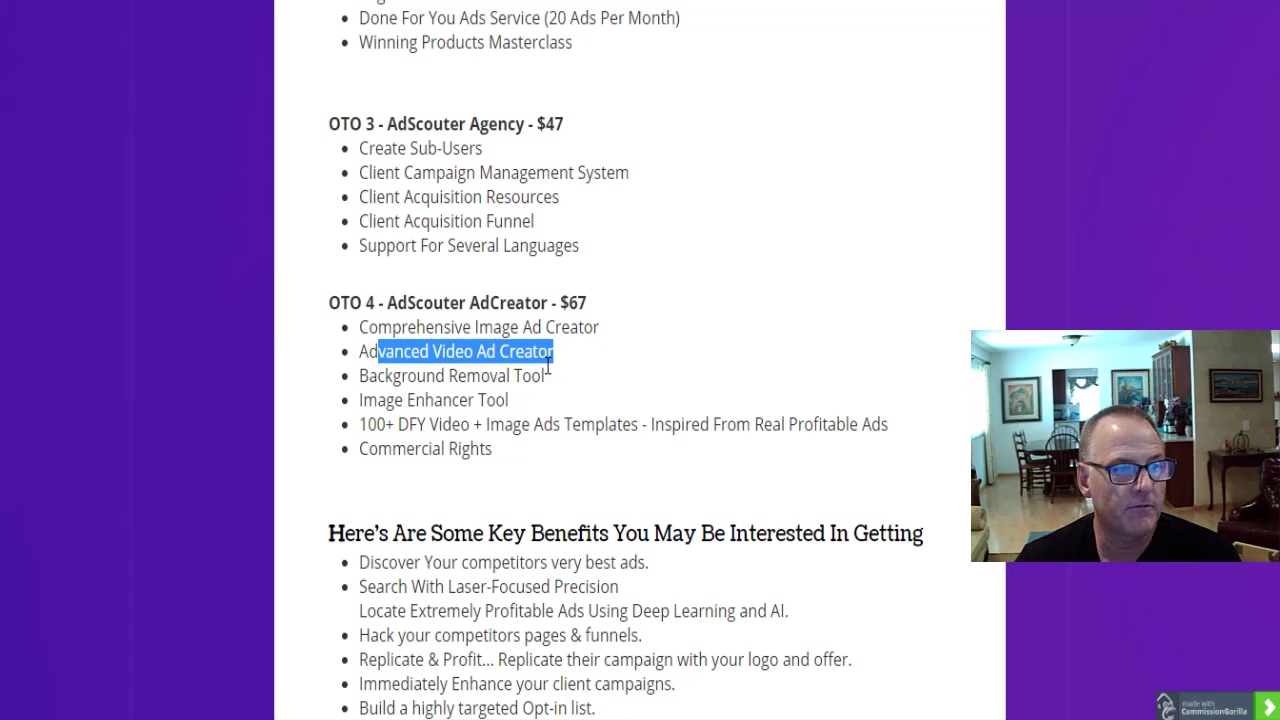 Done For You Ads Service (20 Ads Per Month)
Winning Products Masterclass
OTO 3 - AdScouter Agency - $47
Create Sub-Users
Client Campaign Management System
Client Acquisition Resources
Client Acquisition Funnel
Support For Several Languages
OTO 4 - AdScouter AdCreator - $67
Comprehensive Image Ad Creator
Advanced Video Ad Creator
Background Removal Tool
Image Enhancer Tool
100+ DFY Video + Image Ads Templates - Inspired From Real Profitable Ads
Commercial Rights
Here's Are Some Key Benefits You May Be Interested In Getting
Discover Your competitors very best ads.
Search With Laser-Focused Precision
Locate Extremely Profitable Ads Using Deep Learning and AI.
Hack your competitors pages & funnels.
Replicate & Profit... Replicate their campaign with your logo and offer.
Immediately Enhance your client campaigns.
Build a highly targeted Opt-in list.
made with
CommissionGorilla